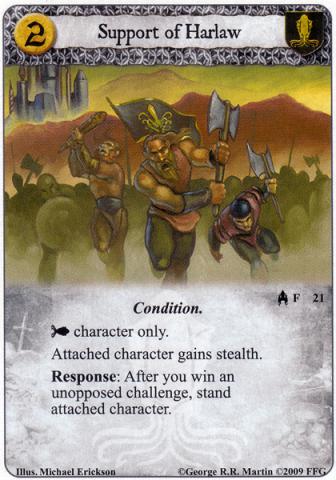 2
Support of Harlaw
F 21
Condition.
character only.
Attached character gains stealth.
Response: After you win an
unopposed challenge, stand
attached character.
Illus. Michael Erickson ©George R.R. Martin ©2009 FFG